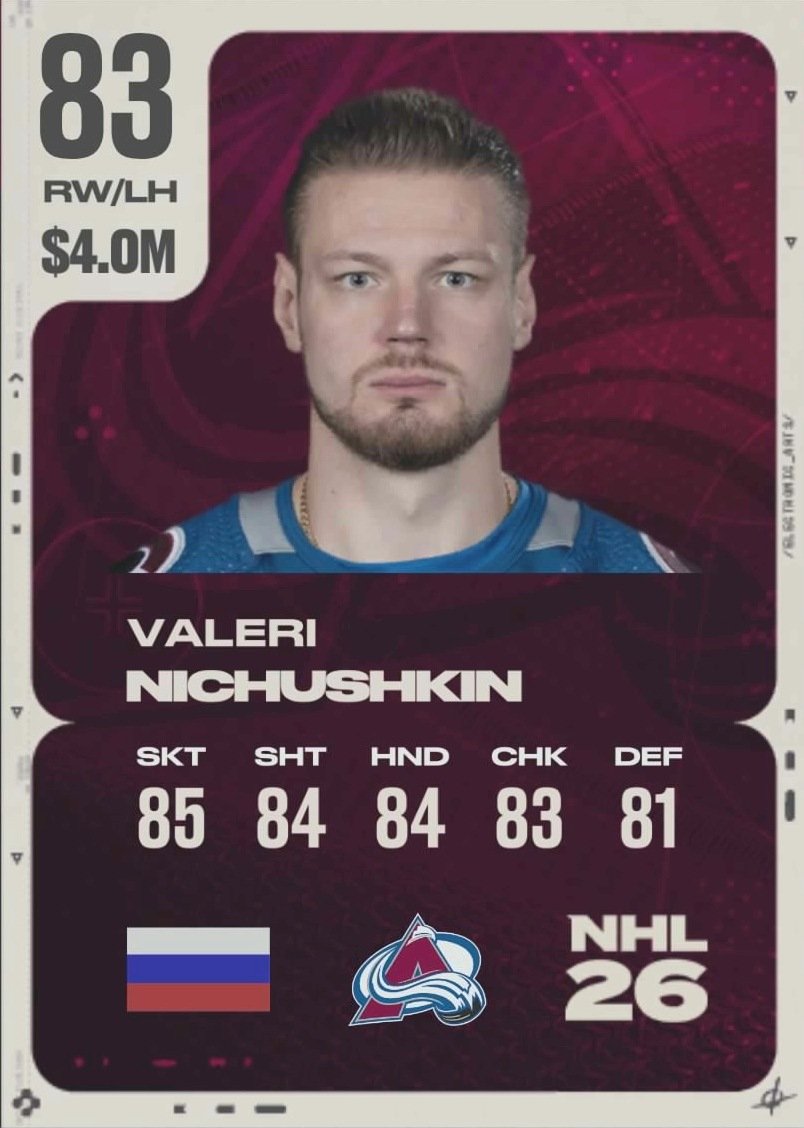 83
RW/LH
$4.0M
/ELECTRONIC_ARTS/
VALERI
NICHUSHKIN
SKT SHT HND CHK DEF
85 84 84 83 81
NHL
26